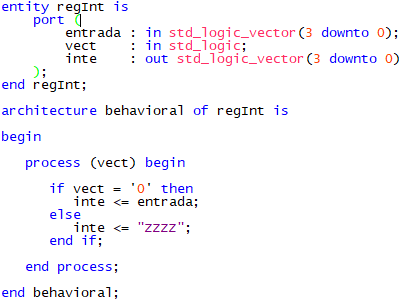 entity regInt is
port (
entrada : in std_logic_vector(3 downto 0);
vect : in std_logic;
inte : out std_logic_vector(3 downto 0)
);
end regInt;
architecture behavioral of regInt is
begin
process (vect) begin
if vect = '0' then
inte <= entrada;
else
inte <= "ZZZZ";
end if;
end process;
end behavioral;